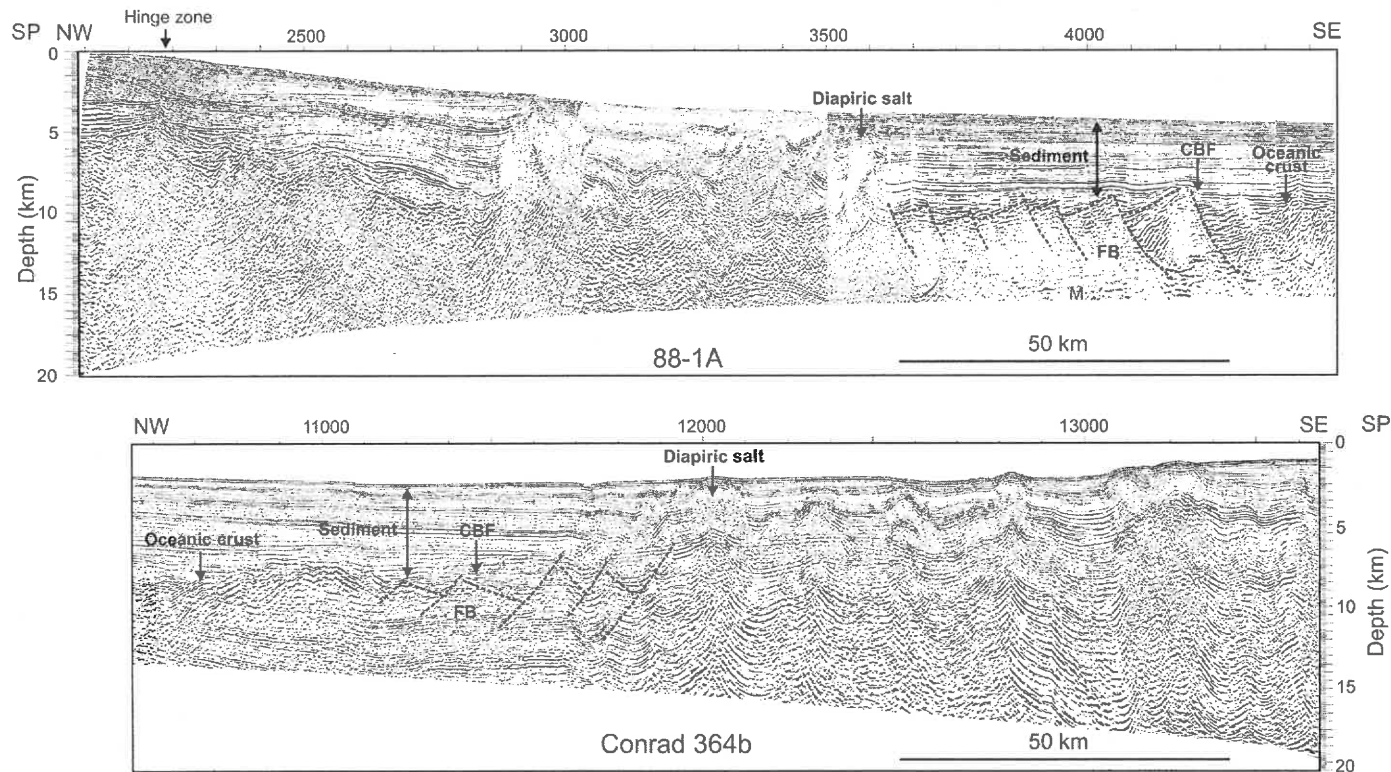 Hinge zone
SP NW 2500 3000 3500 4000 SE
0
Diapiric salt
5
Sediment
CBF
Oceanic crust
10
FB
15
M
50 km
88-1A
20
Depth (km)
NW 11000 12000 13000 SE SP
0
Diapiric salt
Sediment
CBF
5
Oceanic crust
FB
10
15
50 km
Conrad 364b
20
Depth (km)